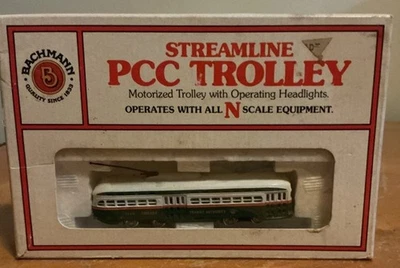 BACHMANN
B
QUALITY SINCE 1833
STREAMLINE
PCC TROLLEY
Motorized Trolley with Operating Headlights.
OPERATES WITH ALL N SCALE EQUIPMENT.